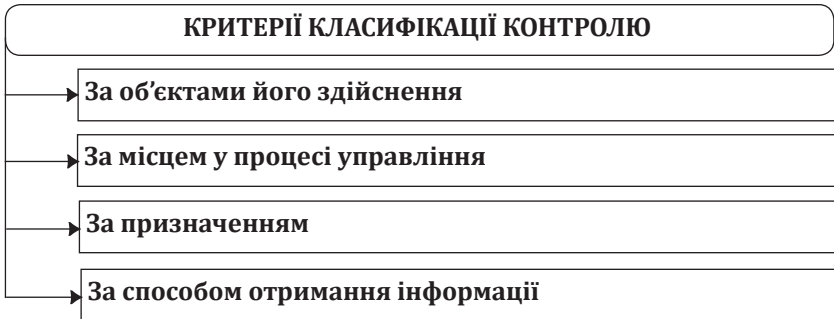 КРИТЕРІЇ КЛАСИФІКАЦІЇ КОНТРОЛЮ
За об’єктами його здійснення
За місцем у процесі управління
За призначенням
За способом отримання інформації